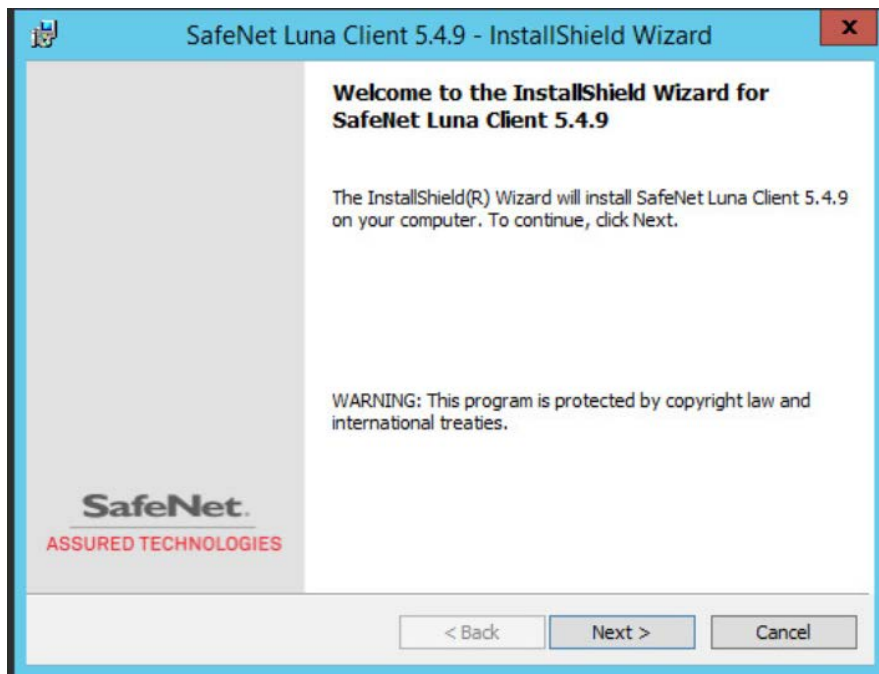 SafeNet Luna Client 5.4.9 - InstallShield Wizard
x
Welcome to the InstallShield Wizard for
SafeNet Luna Client 5.4.9
The InstallShield(R) Wizard will install SafeNet Luna Client 5.4.9
on your computer. To continue, click Next.
WARNING: This program is protected by copyright law and
international treaties.
SafeNet.
ASSURED TECHNOLOGIES
< Back Next > Cancel